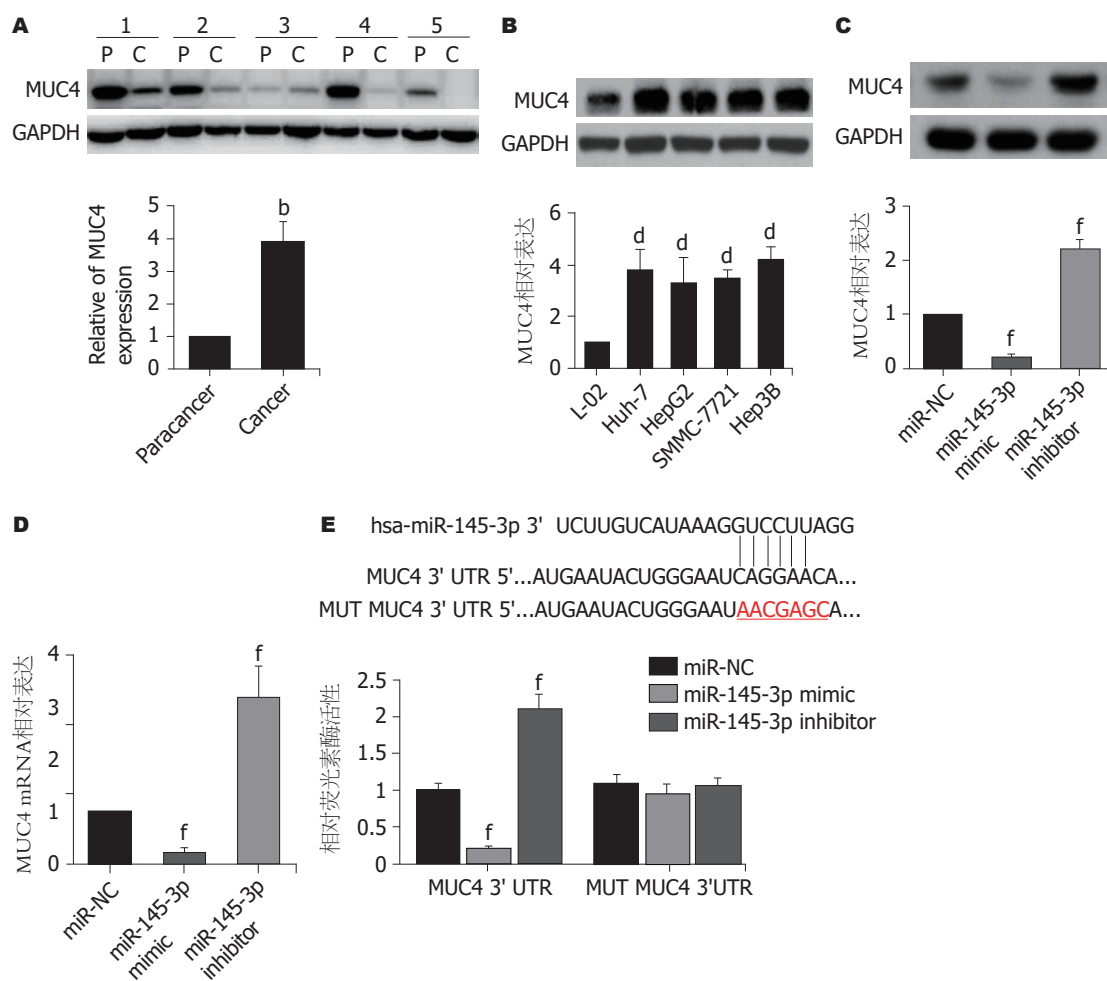 A
1 2 3 4 5
P C P C P C P C P C
MUC4
GAPDH
Relative of MUC4
expression
5
4
3
2
1
0
b
Paracancer
Cancer
B
MUC4
GAPDH
MUC4相对表达
6
4
2
0
d d d d
L-02
Huh-7
HepG2
SMMC-7721
Hep3B
C
MUC4
GAPDH
MUC4相对表达
3
2
1
0
f f
miR-NC
miR-145-3p
mimic
miR-145-3p
inhibitor
D
MUC4 mRNA相对表达
4
3
2
1
0
f f
miR-NC
miR-145-3p
mimic
miR-145-3p
inhibitor
E
hsa-miR-145-3p 3' UCUUGUCAUAAAGGUCCUUAGG
MUC4 3' UTR 5'...AUGAAUACUGGGAAUCAGGAACA...
MUT MUC4 3' UTR 5'...AUGAAUACUGGGAAUAACGAGCA...
miR-NC
miR-145-3p mimic
miR-145-3p inhibitor
相对荧光素酶活性
2.5
2
1
0.5
0
f f
MUC4 3' UTR
MUT MUC4 3'UTR